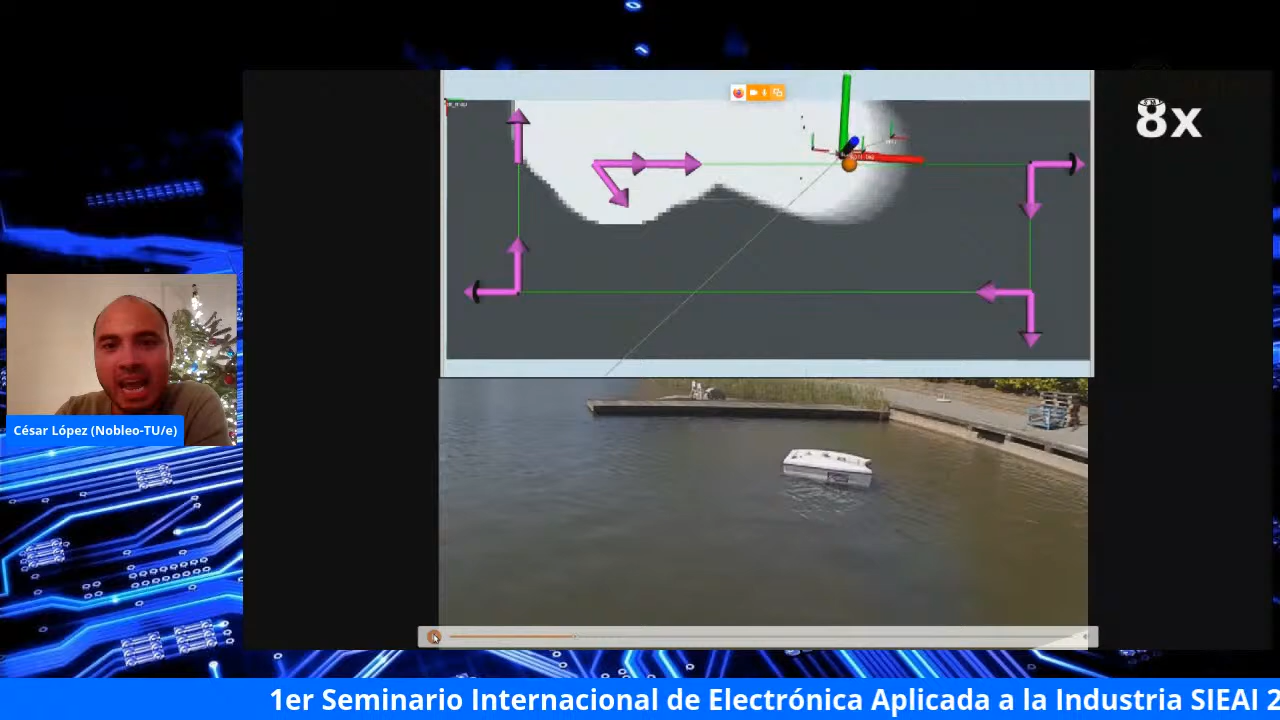 8x
César López (Nobleo-TU/e)
1er Seminario Internacional de Electrónica Aplicada a la Industria SIEAI 2